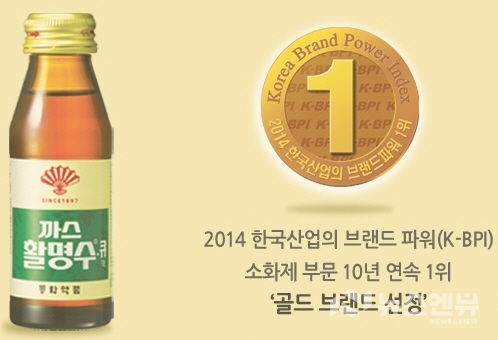 SINCE1897
까스
활명수 큐
액
동화약품
Korea Brand Power Index
1
2014 한국산업의 브랜드파워 1위
2014 한국산업의 브랜드 파워(K-BPI)
소화제 부문 10년 연속 1위
‘골드 브랜드 선정’